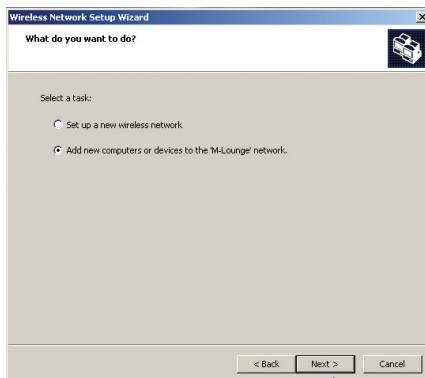 Wireless Network Setup Wizard
What do you want to do?
Select a task:
Set up a new wireless network
Add new computers or devices to the 'M-Lounge' network.
< Back Next > Cancel